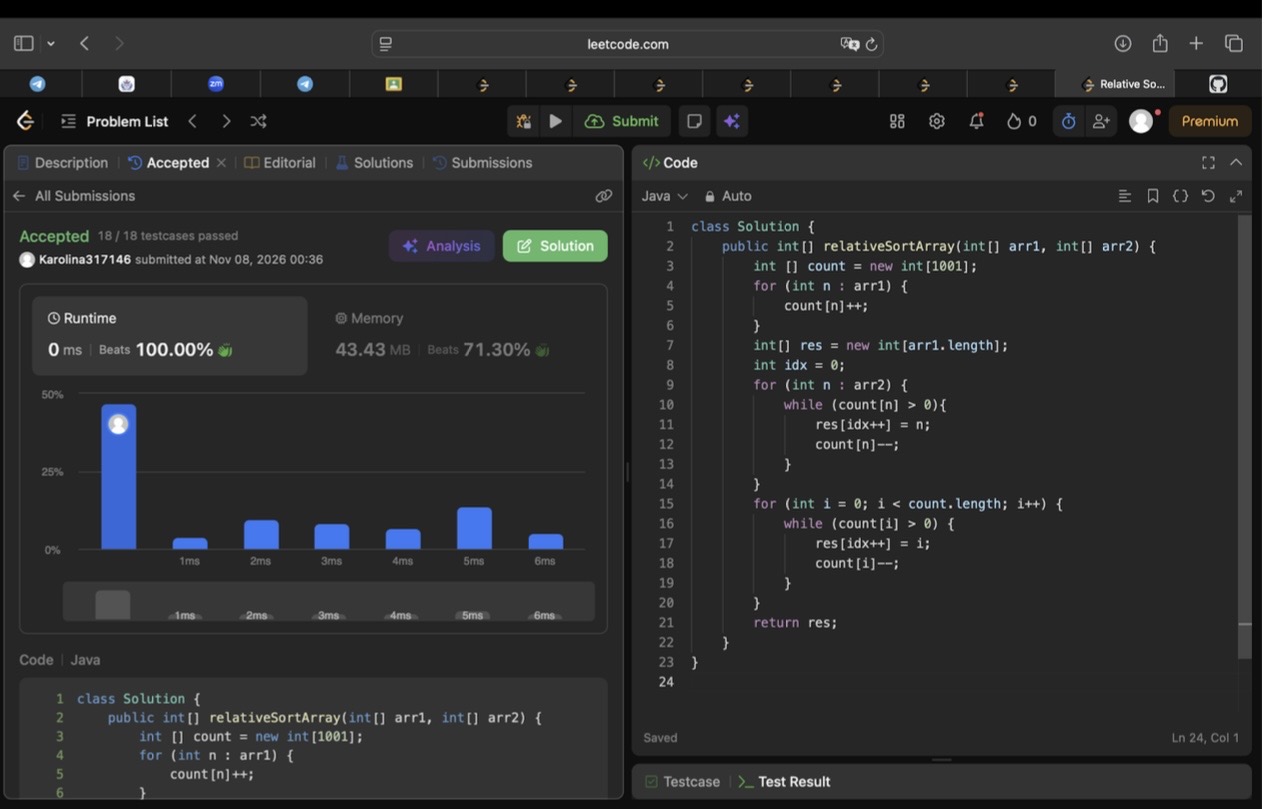 leetcode.com
zm
Relative So...
Problem List
Submit
0
Premium
Description
Accepted
Editorial
Solutions
Submissions
All Submissions
Accepted 18 / 18 testcases passed
Karolina317146 submitted at Nov 08, 2026 00:36
Analysis
Solution
Runtime
0 ms Beats 100.00%
Memory
43.43 MB Beats 71.30%
50%
25%
0%
1ms 2ms 3ms 4ms 5ms 6ms
1ms 2ms 3ms 4ms 5ms 6ms
Code | Java
1 class Solution {
2 public int[] relativeSortArray(int[] arr1, int[] arr2) {
3 int [] count = new int[1001];
4 for (int n : arr1) {
5 count[n]++;
6 }
</> Code
Java Auto
1 class Solution {
2 public int[] relativeSortArray(int[] arr1, int[] arr2) {
3 int [] count = new int[1001];
4 for (int n : arr1) {
5 count[n]++;
6 }
7 int[] res = new int[arr1.length];
8 int idx = 0;
9 for (int n : arr2) {
10 while (count[n] > 0){
11 res[idx++] = n;
12 count[n]--;
13 }
14 }
15 for (int i = 0; i < count.length; i++) {
16 while (count[i] > 0) {
17 res[idx++] = i;
18 count[i]--;
19 }
20 }
21 return res;
22 }
23 }
24
Saved
Ln 24, Col 1
Testcase
Test Result